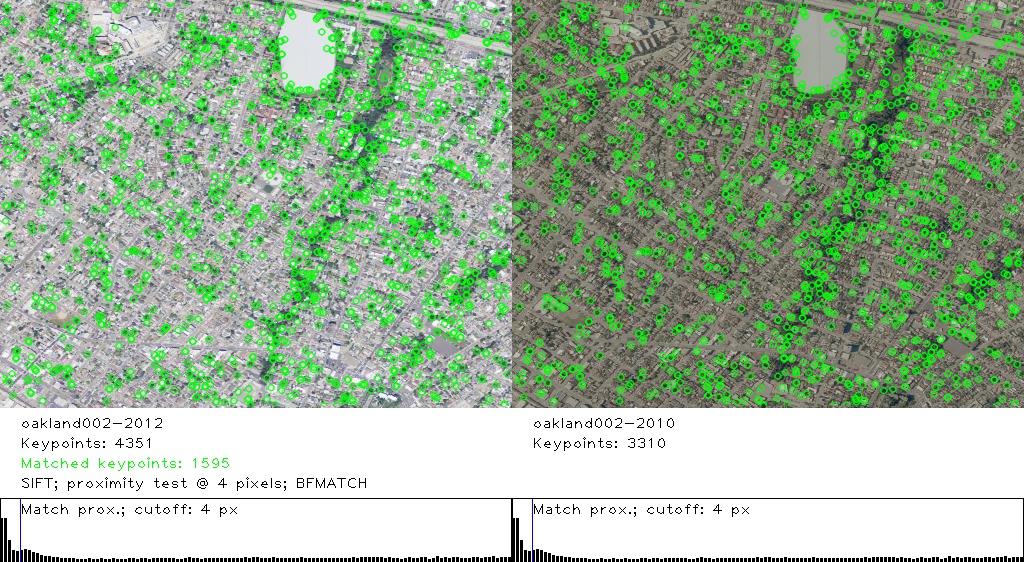 oakland002-2012
Keypoints: 4351
Matched keypoints: 1595
SIFT; proximity test @ 4 pixels; BFMATCH
oakland002-2010
Keypoints: 3310
Match prox.; cutoff: 4 px
Match prox.; cutoff: 4 px